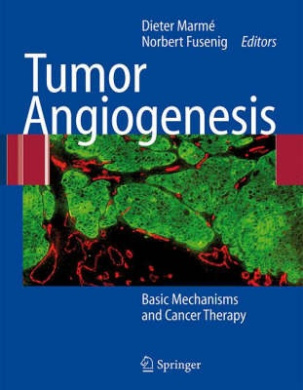 Dieter Marmé
Norbert Fusenig Editors
Tumor
Angiogenesis
Basic Mechanisms
and Cancer Therapy
Springer